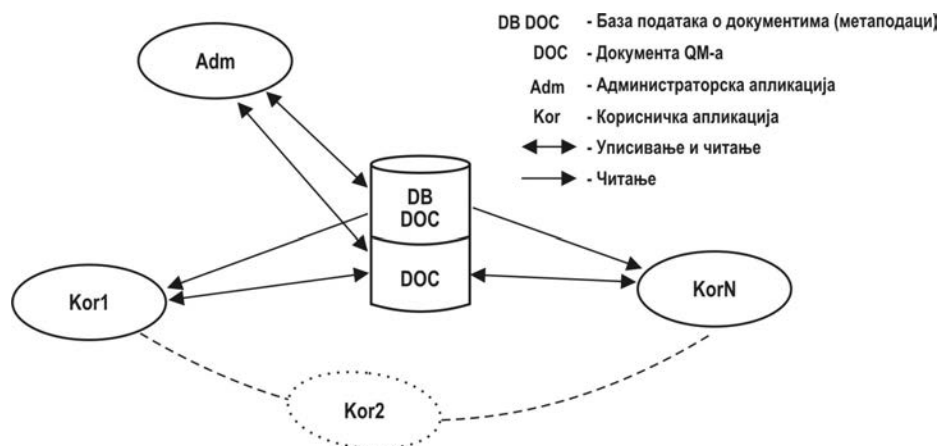 DB DOC - База података о документима (метаподаци)
DOC - Документа QM-а
Adm - Администраторска апликација
Kor - Корисничка апликација
- Уписивање и читање
- Читање
Adm
DB
DOC
DOC
Kor1
KorN
Kor2